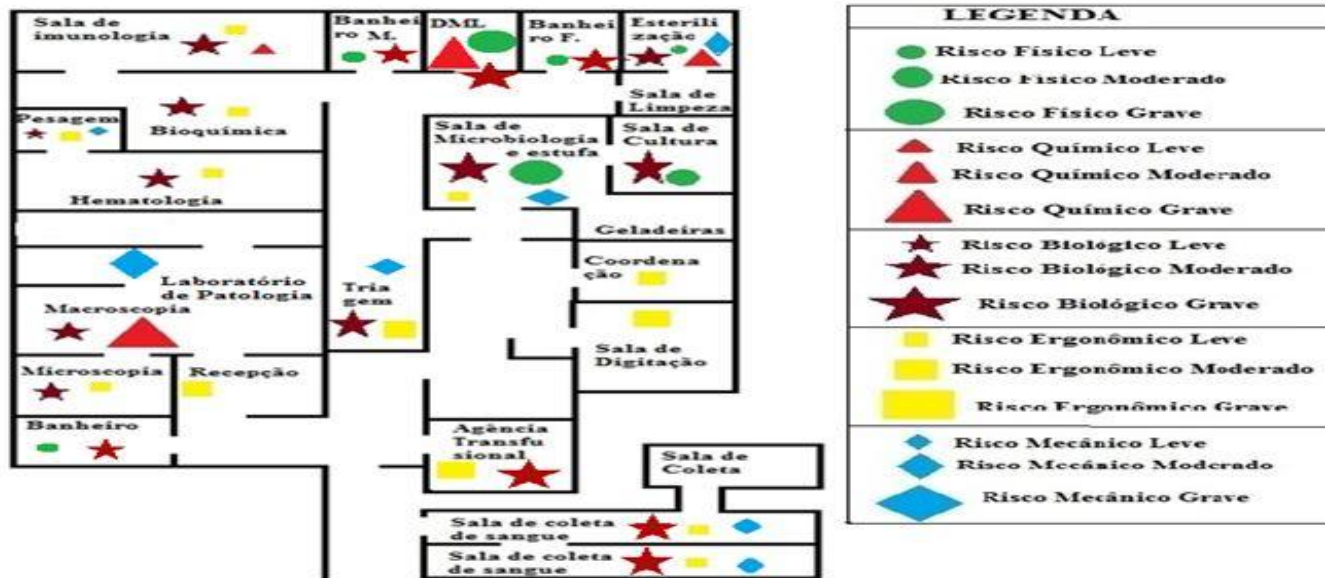 Sala de
imunologia
Banhei
ro M.
DML
Banhei
ro F.
Esterili
zação
Sala de
Limpeza
Pesagem
Bioquímica
Sala de
Microbiologia
e estufa
Sala de
Cultura
Hematologia
Geladeiras
Laboratório
de Patologia
Macroscopia
Tria
gem
Coordena
ção
Sala de
Digitação
Microscopia
Recepção
Banheiro
Agência
Transfu
sional
Sala de
Coleta
Sala de coleta
de sangue
Sala de coleta
de sangue
LEGENDA
Risco Físico Leve
Risco Físico Moderado
Risco Físico Grave
Risco Químico Leve
Risco Químico Moderado
Risco Químico Grave
Risco Biológico Leve
Risco Biológico Moderado
Risco Biológico Grave
Risco Ergonômico Leve
Risco Ergonômico Moderado
Risco Ergonômico Grave
Risco Mecânico Leve
Risco Mecânico Moderado
Risco Mecânico Grave